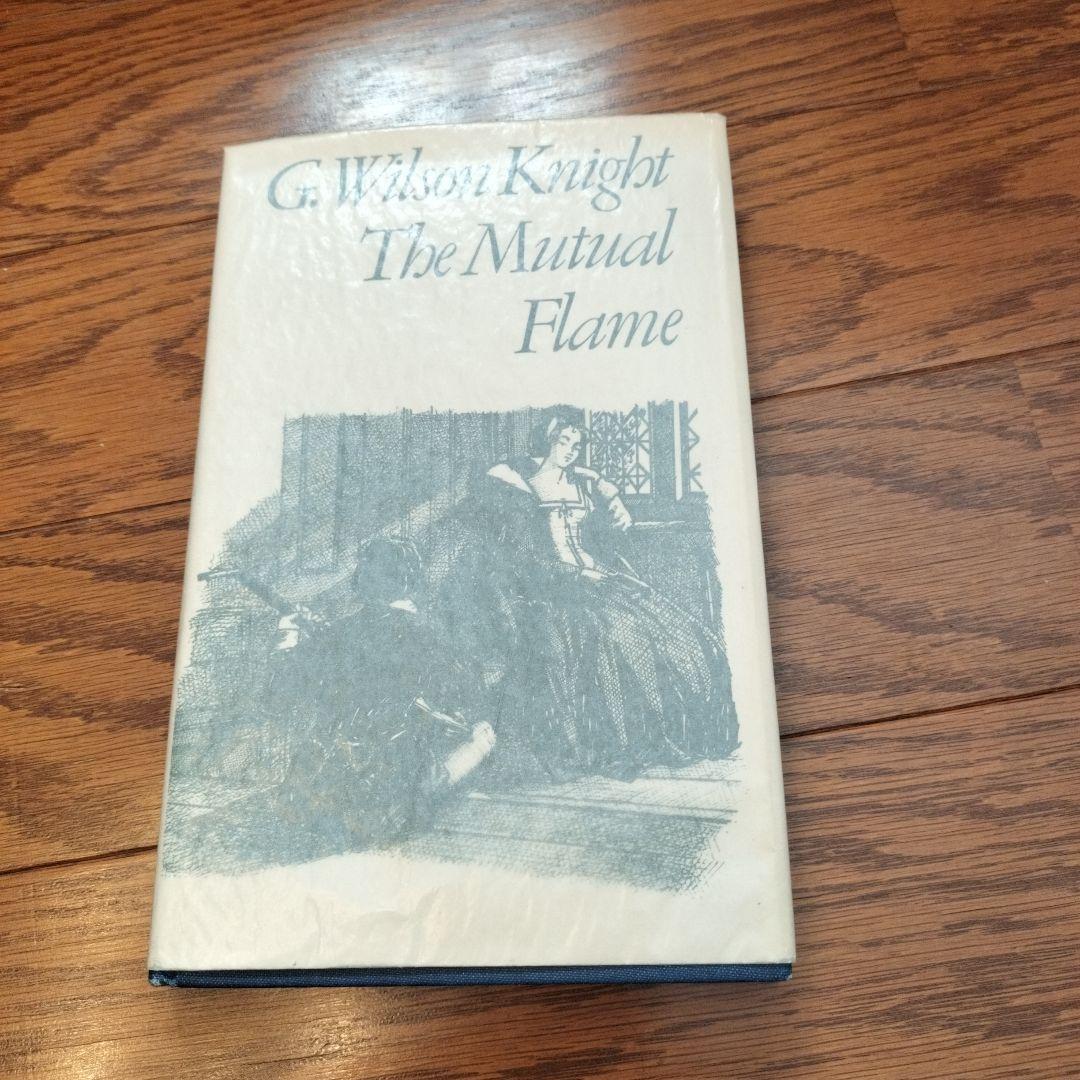 G. Wilson Knight
The Mutual
Flame